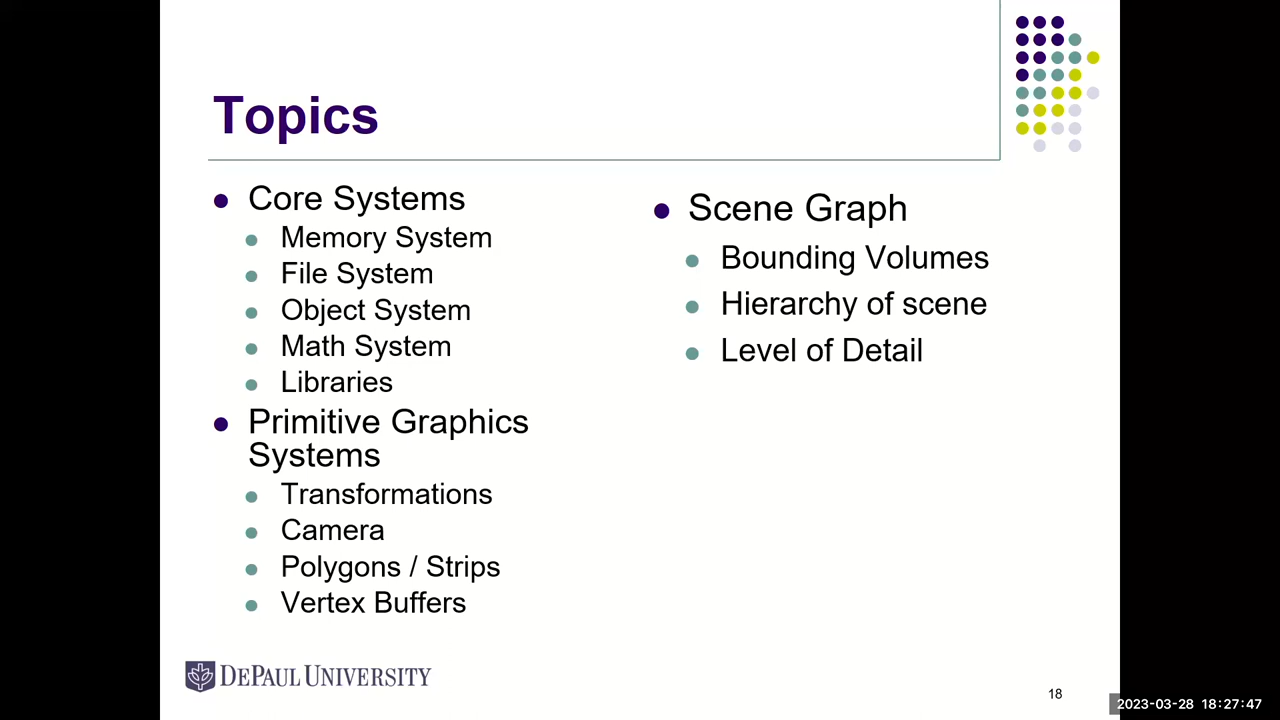 Topics
Core Systems
Memory System
File System
Object System
Math System
Libraries
Primitive Graphics
Systems
Transformations
Camera
Polygons / Strips
Vertex Buffers
Scene Graph
Bounding Volumes
Hierarchy of scene
Level of Detail
DEPAUL UNIVERSITY
18
2023-03-28 18:27:47